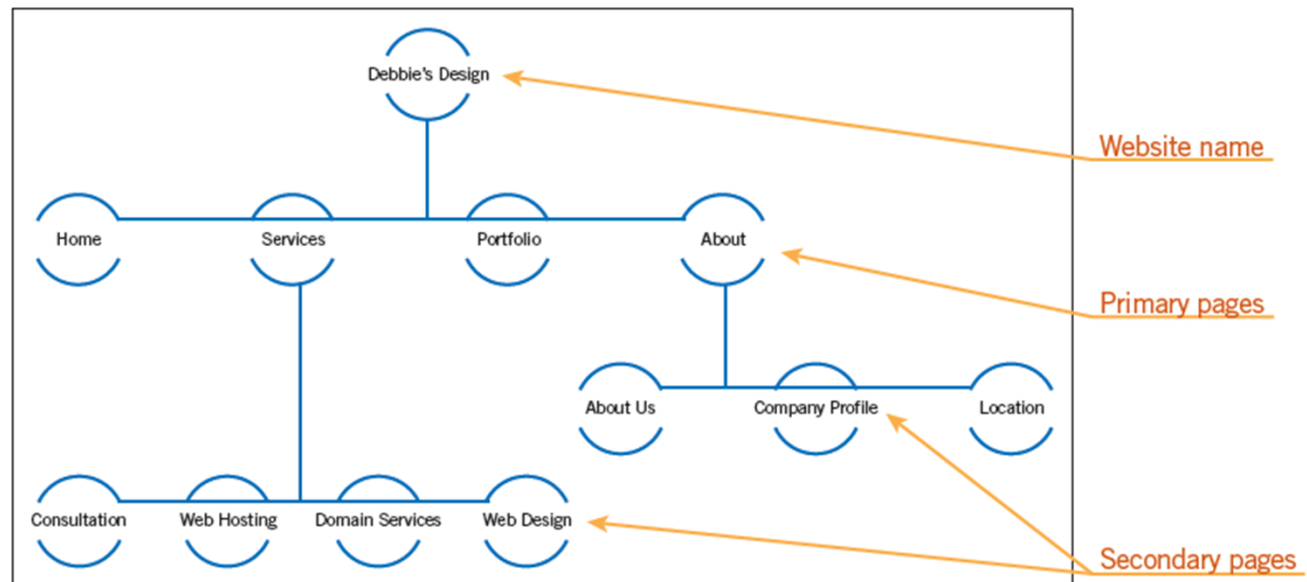 Debbie's Design
Website name
Home
Services
Portfolio
About
Primary pages
About Us
Company Profile
Location
Consultation
Web Hosting
Domain Services
Web Design
Secondary pages